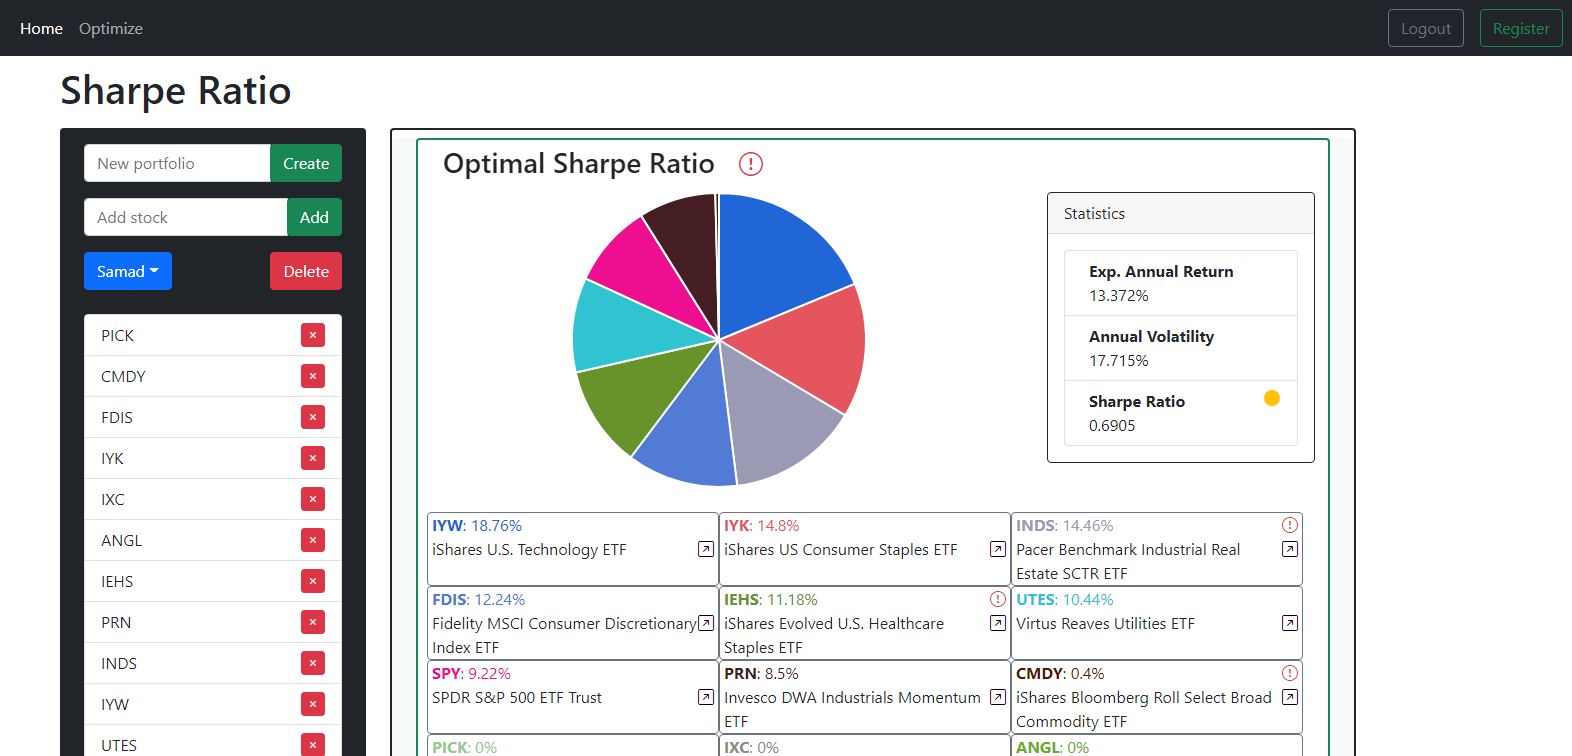 Home Optimize Logout Register
Sharpe Ratio
New portfolio Create
Add stock Add
Samad Delete
PICK ×
CMDY ×
FDIS ×
IYK ×
IXC ×
ANGL ×
IEHS ×
PRN ×
INDS ×
IYW ×
UTES ×
Optimal Sharpe Ratio !
Statistics
Exp. Annual Return
13.372%
Annual Volatility
17.715%
Sharpe Ratio
0.6905
IYW: 18.76%
iShares U.S. Technology ETF
IYK: 14.8%
iShares US Consumer Staples ETF
INDS: 14.46% !
Pacer Benchmark Industrial Real
Estate SCTR ETF
FDIS: 12.24%
Fidelity MSCI Consumer Discretionary
Index ETF
IEHS: 11.18% !
iShares Evolved U.S. Healthcare
Staples ETF
UTES: 10.44%
Virtus Reaves Utilities ETF
SPY: 9.22%
SPDR S&P 500 ETF Trust
PRN: 8.5%
Invesco DWA Industrials Momentum
ETF
CMDY: 0.4% !
iShares Bloomberg Roll Select Broad
Commodity ETF
PICK: 0%
IXC: 0%
ANGL: 0%